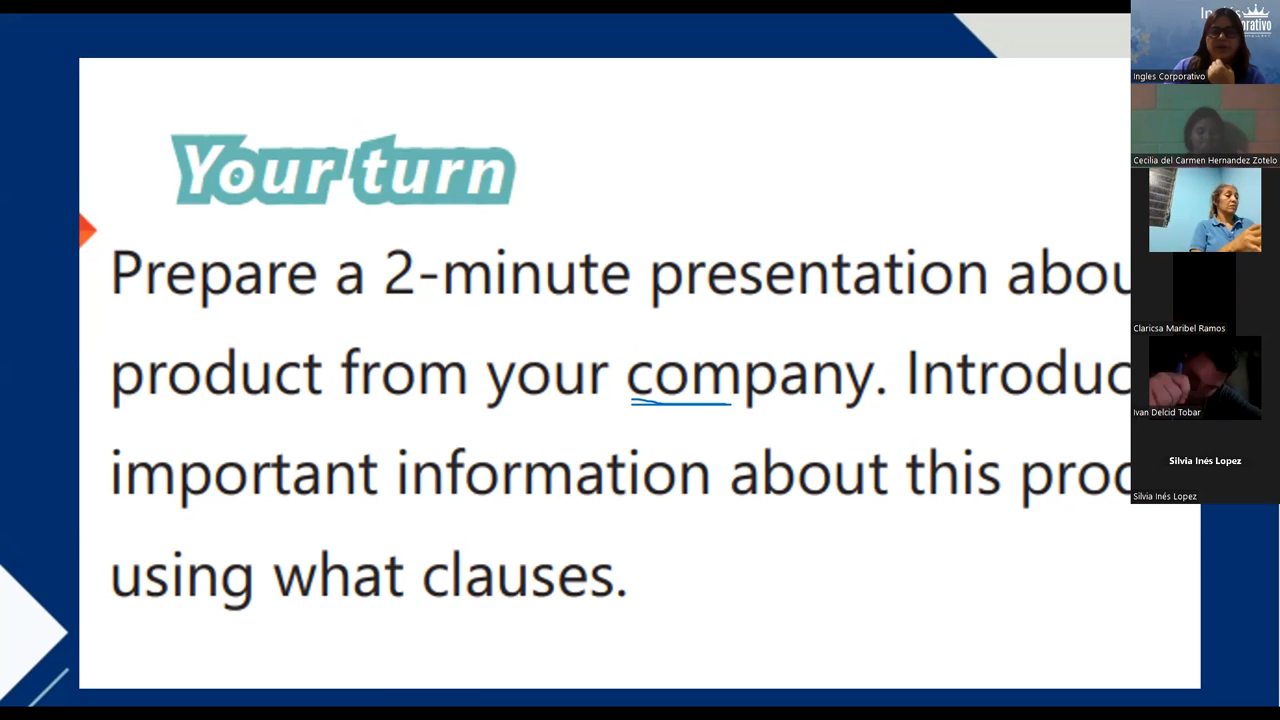 Your turn
Prepare a 2-minute presentation abou
product from your company. Introduc
important information about this proc
using what clauses.
Ingles Corporativo
Cecilia del Carmen Hernandez Zotelo
Claricsa Maribel Ramos
Ivan Delcid Tobar
Silvia Inés Lopez
Silvia Inés Lopez